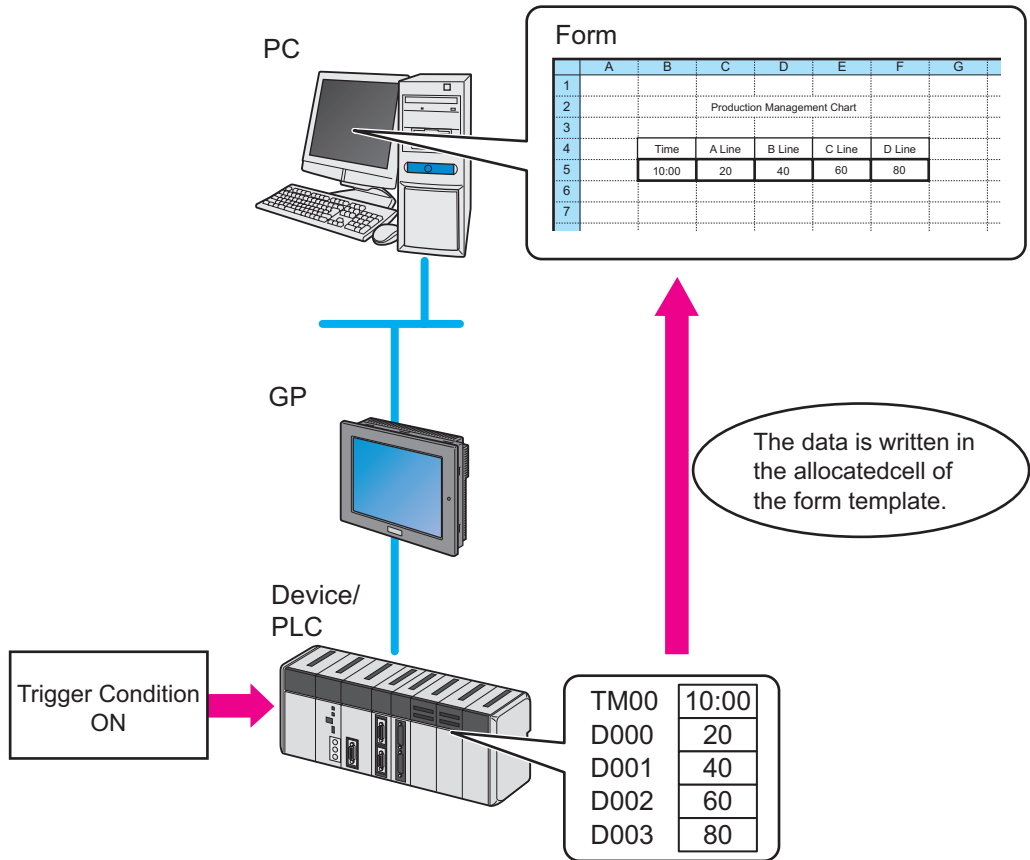 PC
Form
A B C D E F G
1
2 Production Management Chart
3
4 Time A Line B Line C Line D Line
5 10:00 20 40 60 80
6
7
GP
The data is written in
the allocatedcell of
the form template.
Device/
PLC
Trigger Condition
ON
TM00 10:00
D000 20
D001 40
D002 60
D003 80